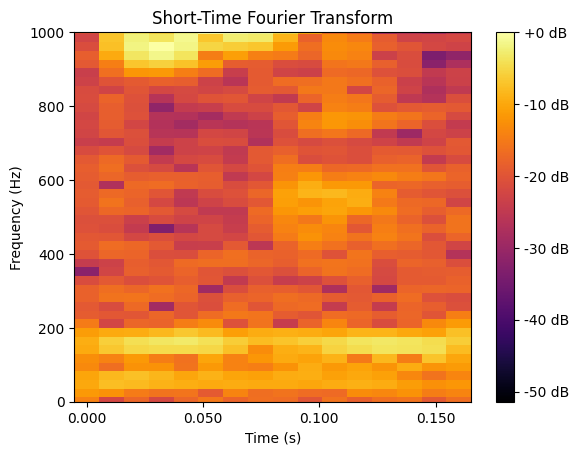 Short-Time Fourier Transform
1000
800
600
400
200
0
Frequency (Hz)
0.000
0.050
0.100
0.150
Time (s)
+0 dB
-10 dB
-20 dB
-30 dB
-40 dB
-50 dB